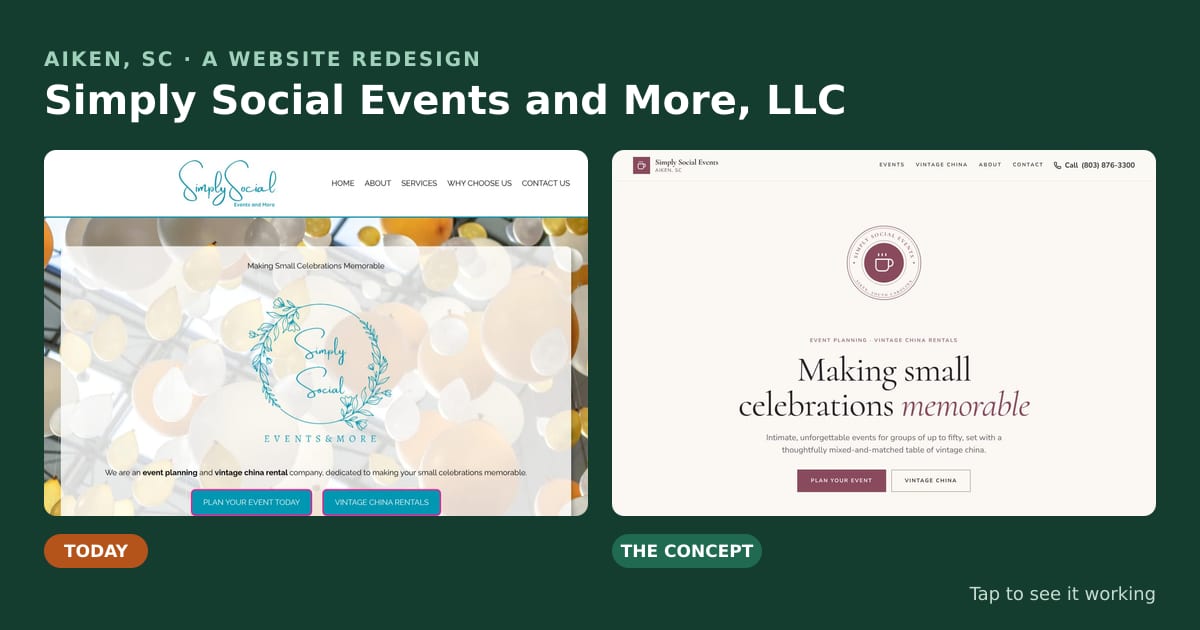 AIKEN, SC · A WEBSITE REDESIGN
Simply Social Events and More, LLC
Simply Social
Events and More
HOME ABOUT SERVICES WHY CHOOSE US CONTACT US
Making Small Celebrations Memorable
Simply
Social
EVENTS & MORE
We are an event planning and vintage china rental company, dedicated to making your small celebrations memorable.
PLAN YOUR EVENT TODAY VINTAGE CHINA RENTALS
Simply Social Events
AIKEN, SC
EVENTS VINTAGE CHINA ABOUT CONTACT Call (803) 876-3300
SIMPLY SOCIAL EVENTS
AIKEN, SOUTH CAROLINA
EVENT PLANNING · VINTAGE CHINA RENTALS
Making small
celebrations memorable
Intimate, unforgettable events for groups of up to fifty, set with a
thoughtfully mixed-and-matched table of vintage china.
PLAN YOUR EVENT VINTAGE CHINA
TODAY
THE CONCEPT
Tap to see it working